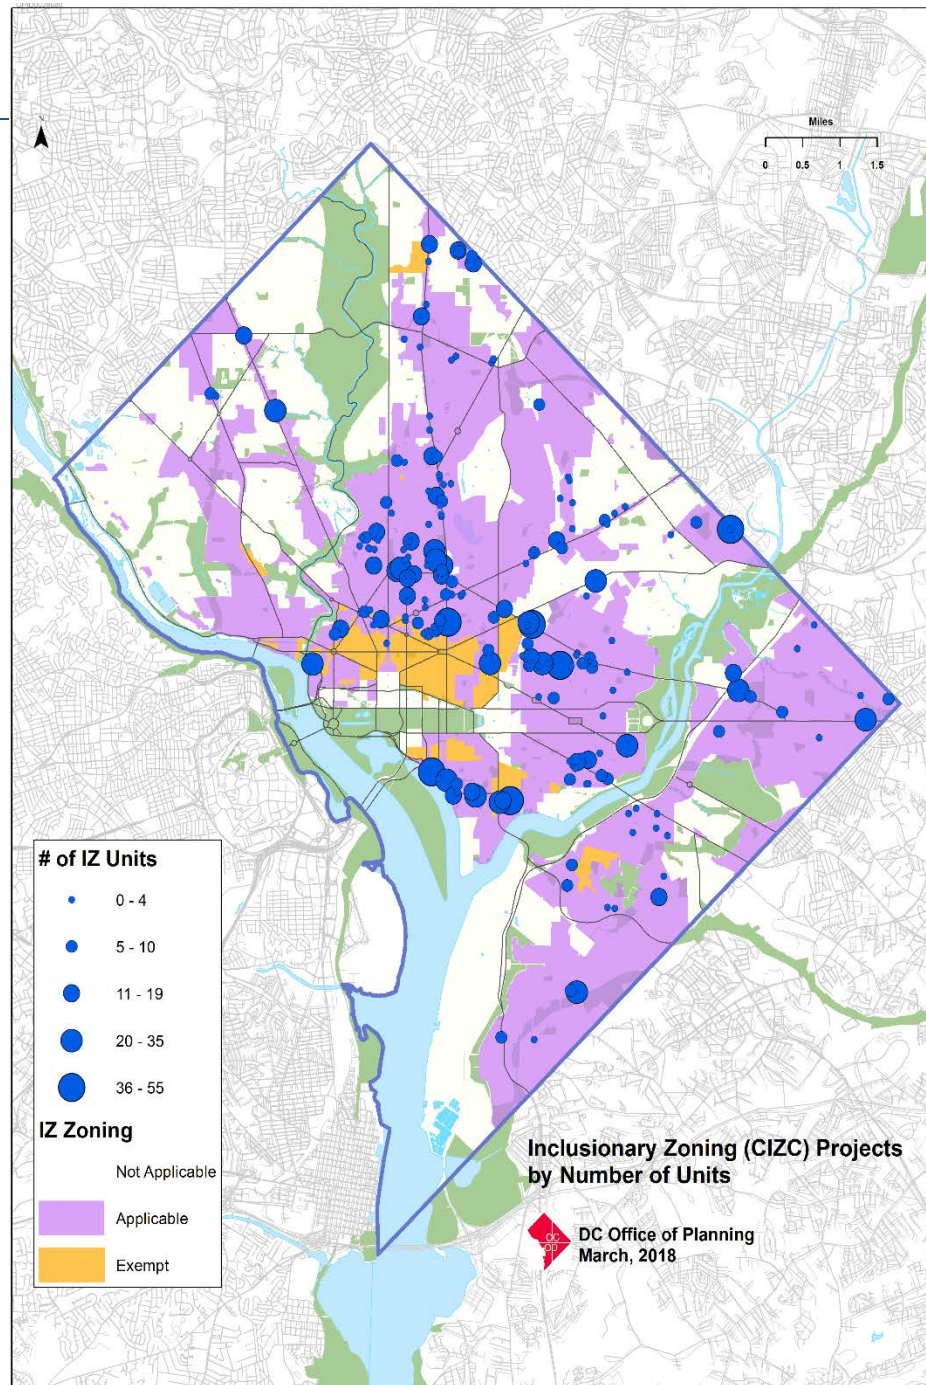 N
Miles
0 0.5 1 1.5
# of IZ Units
0 - 4
5 - 10
11 - 19
20 - 35
36 - 55
IZ Zoning
Not Applicable
Applicable
Exempt
Inclusionary Zoning (CIZC) Projects
by Number of Units
DC
OP
DC Office of Planning
March, 2018